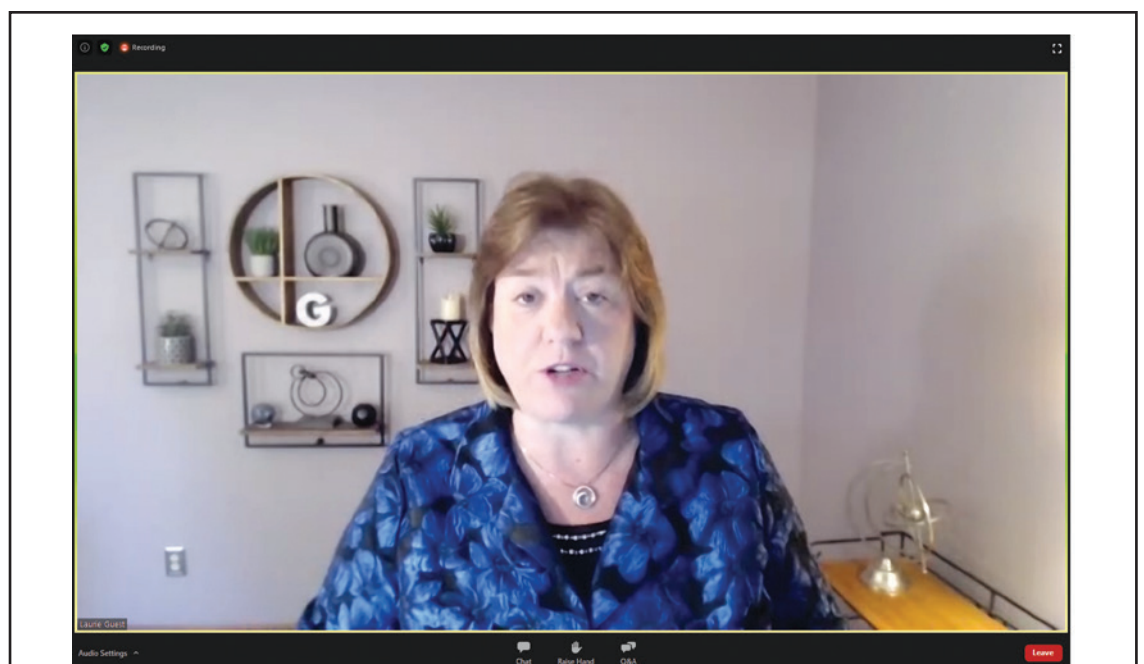 Recording
G
Laurie Guest
Audio Settings
Chat
Raise Hand
Q&A
Leave